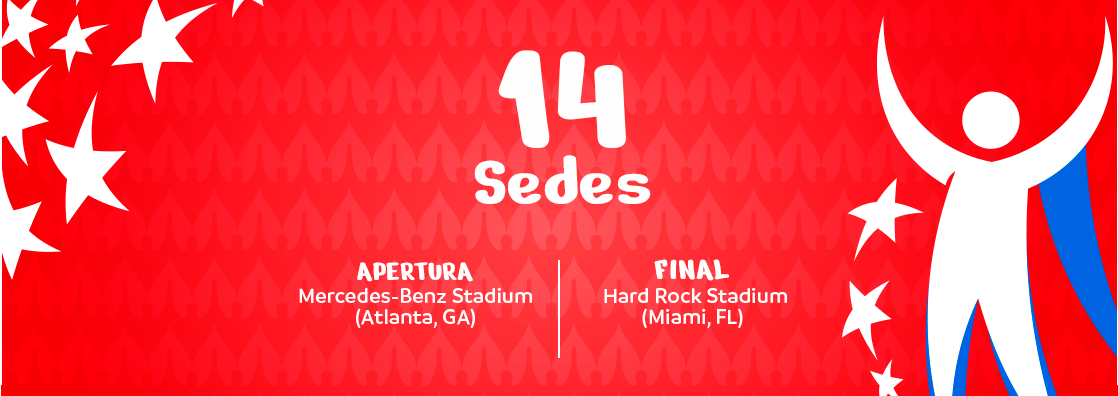 14
Sedes
APERTURA
Mercedes-Benz Stadium
(Atlanta, GA)
FINAL
Hard Rock Stadium
(Miami, FL)